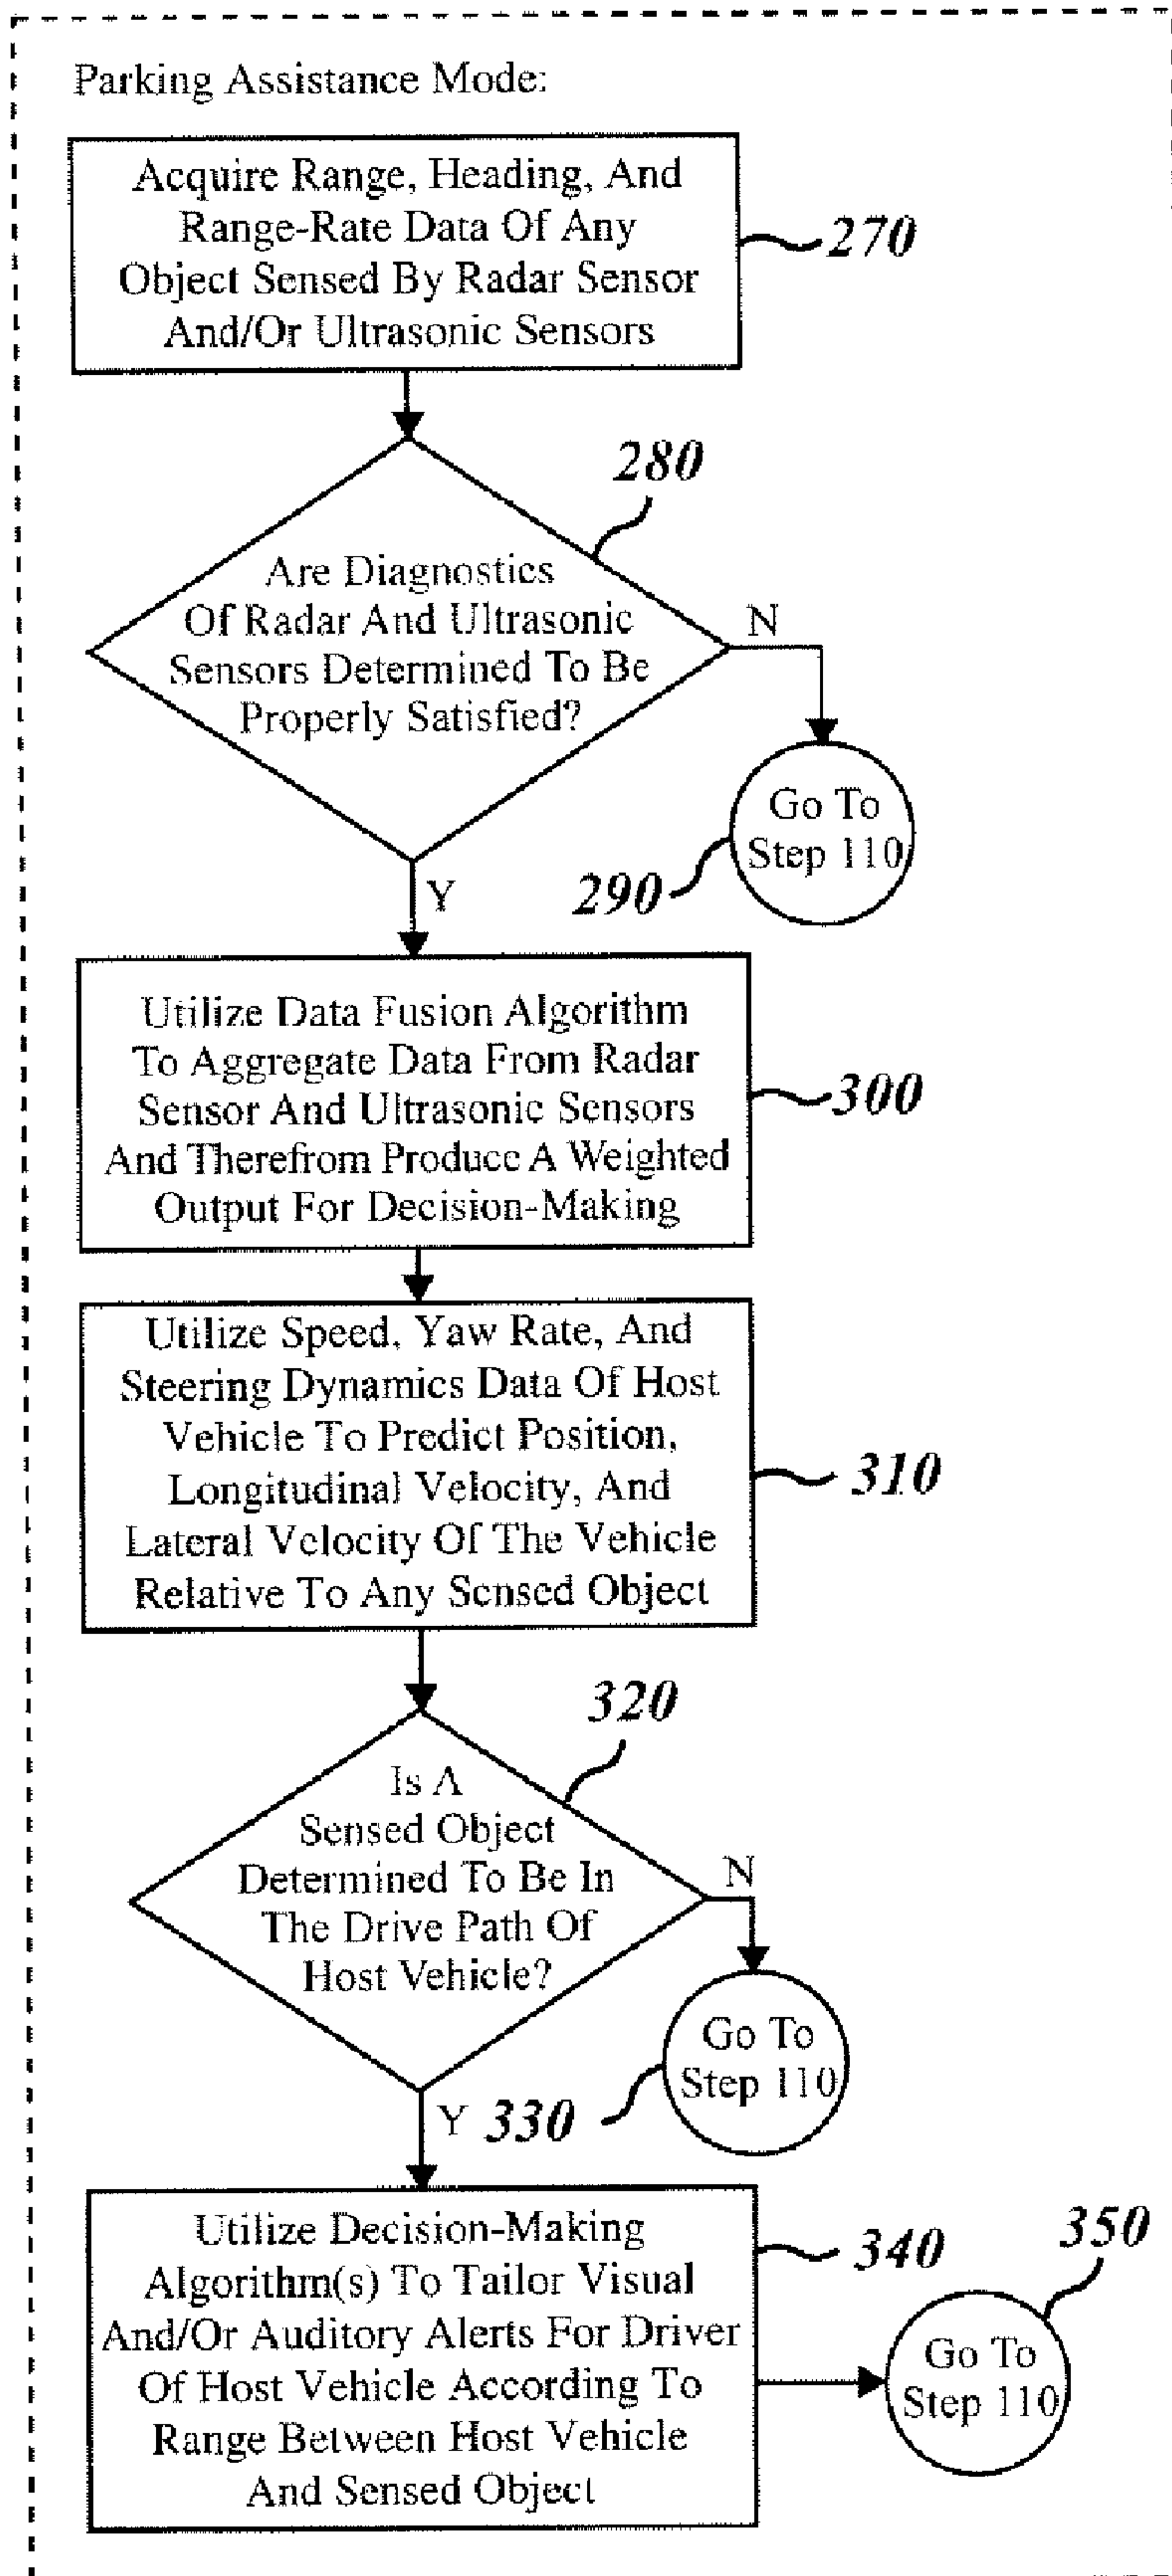 Parking Assistance Mode:
Acquire Range, Heading, And
Range-Rate Data Of Any
Object Sensed By Radar Sensor
And/Or Ultrasonic Sensors
270
280
Are Diagnostics
Of Radar And Ultrasonic
Sensors Determined To Be
Properly Satisfied?
N
Go To
Step 110
290
Y
Utilize Data Fusion Algorithm
To Aggregate Data From Radar
Sensor And Ultrasonic Sensors
And Therefrom Produce A Weighted
Output For Decision-Making
300
Utilize Speed, Yaw Rate, And
Steering Dynamics Data Of Host
Vehicle To Predict Position,
Longitudinal Velocity, And
Lateral Velocity Of The Vehicle
Relative To Any Sensed Object
310
320
Is A
Sensed Object
Determined To Be In
The Drive Path Of
Host Vehicle?
N
Go To
Step 110
330
Y
Utilize Decision-Making
Algorithm(s) To Tailor Visual
And/Or Auditory Alerts For Driver
Of Host Vehicle According To
Range Between Host Vehicle
And Sensed Object
340
350
Go To
Step 110